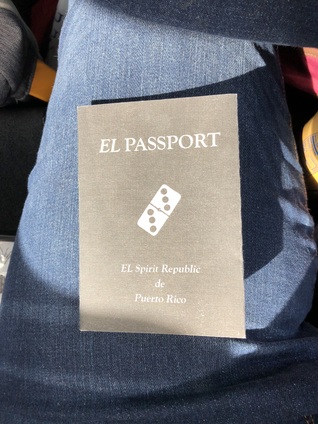 EL PASSPORT
EL Spirit Republic
de
Puerto Rico